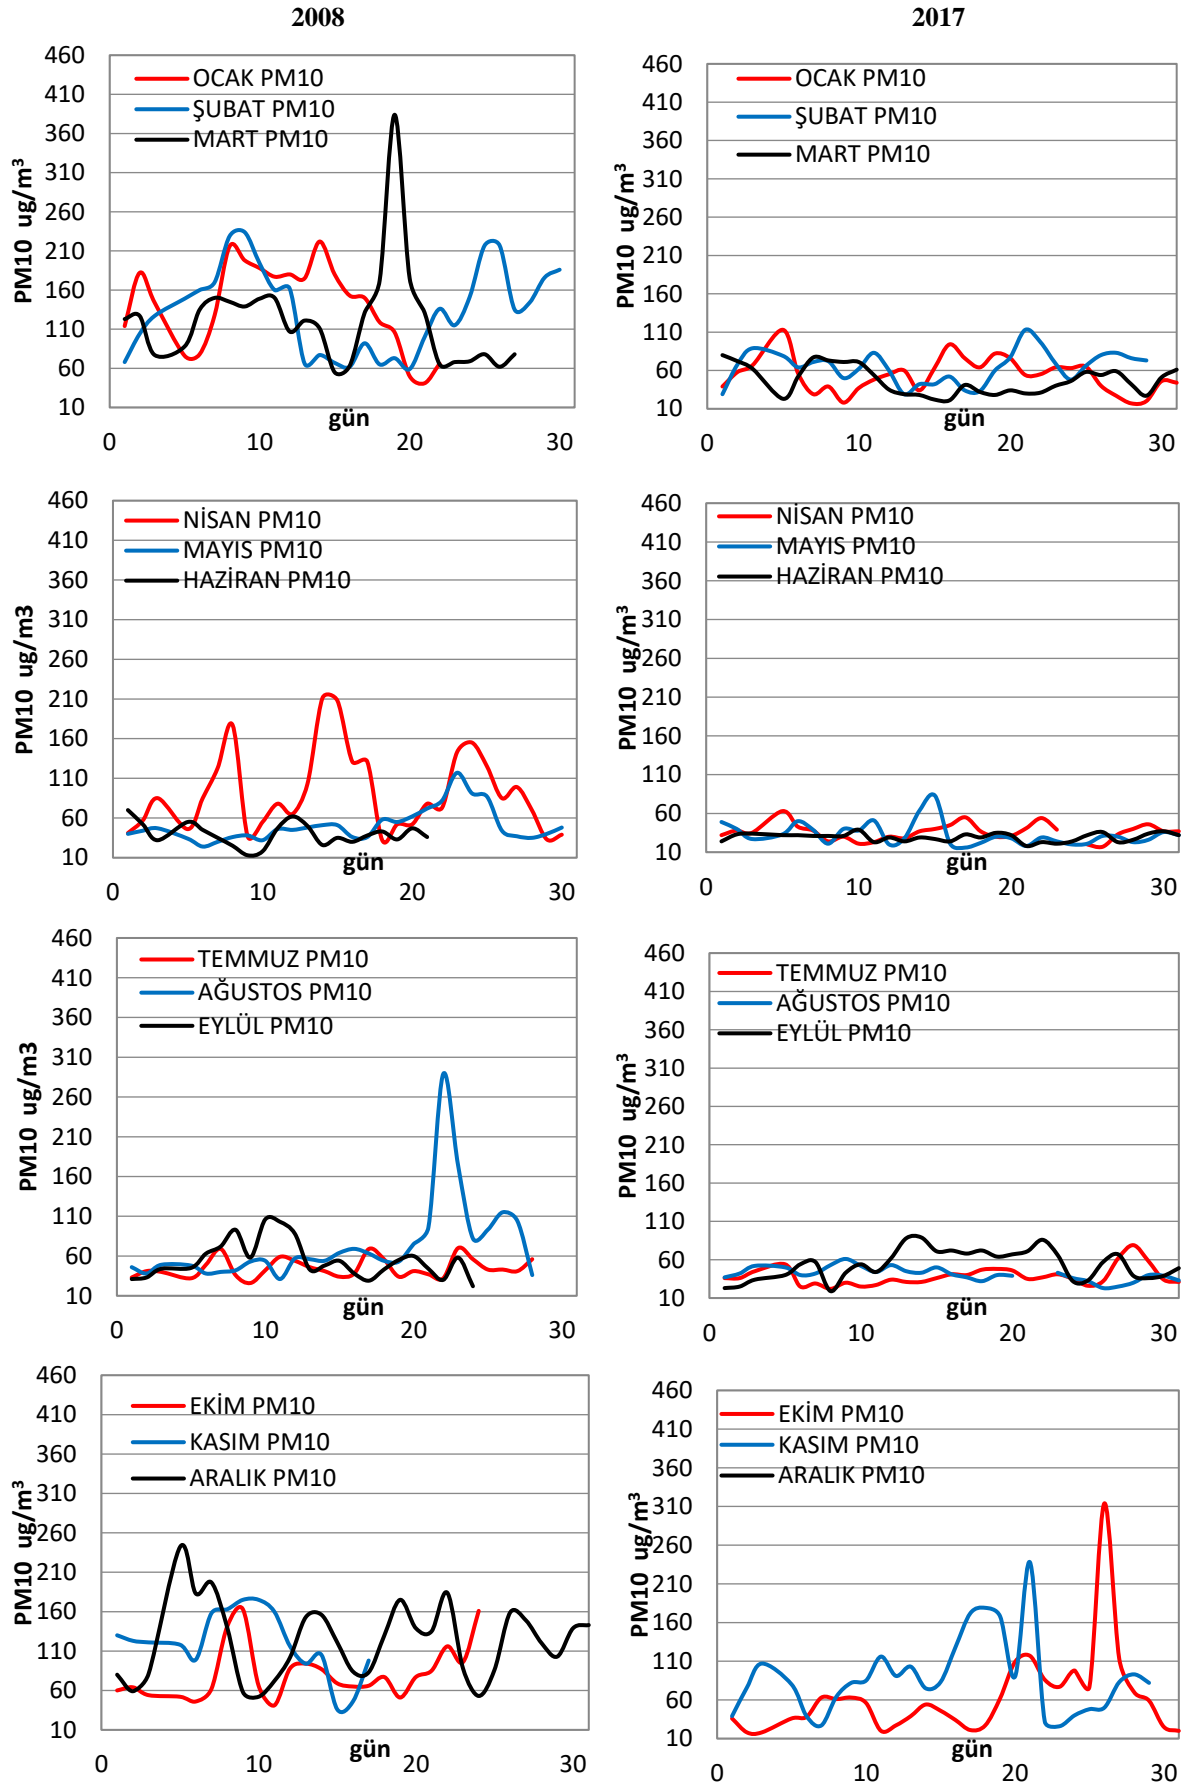 2008
2017
PM10 ug/m³
460
410
360
310
260
210
160
110
60
10
OCAK PM10
ŞUBAT PM10
MART PM10
gün
0
10
20
30
PM10 ug/m³
460
410
360
310
260
210
160
110
60
10
OCAK PM10
ŞUBAT PM10
MART PM10
gün
0
10
20
30
PM10 ug/m3
460
410
360
310
260
210
160
110
60
10
NİSAN PM10
MAYIS PM10
HAZİRAN PM10
gün
0
10
20
30
PM10 ug/m³
460
410
360
310
260
210
160
110
60
10
NİSAN PM10
MAYIS PM10
HAZİRAN PM10
gün
0
10
20
30
PM10 ug/m3
460
410
360
310
260
210
160
110
60
10
TEMMUZ PM10
AĞUSTOS PM10
EYLÜL PM10
gün
0
10
20
30
PM10 ug/m³
460
410
360
310
260
210
160
110
60
10
TEMMUZ PM10
AĞUSTOS PM10
EYLÜL PM10
gün
0
10
20
30
PM10 ug/m³
460
410
360
310
260
210
160
110
60
10
EKİM PM10
KASIM PM10
ARALIK PM10
gün
0
10
20
30
PM10 ug/m³
460
410
360
310
260
210
160
110
60
10
EKİM PM10
KASIM PM10
ARALIK PM10
gün
0
10
20
30